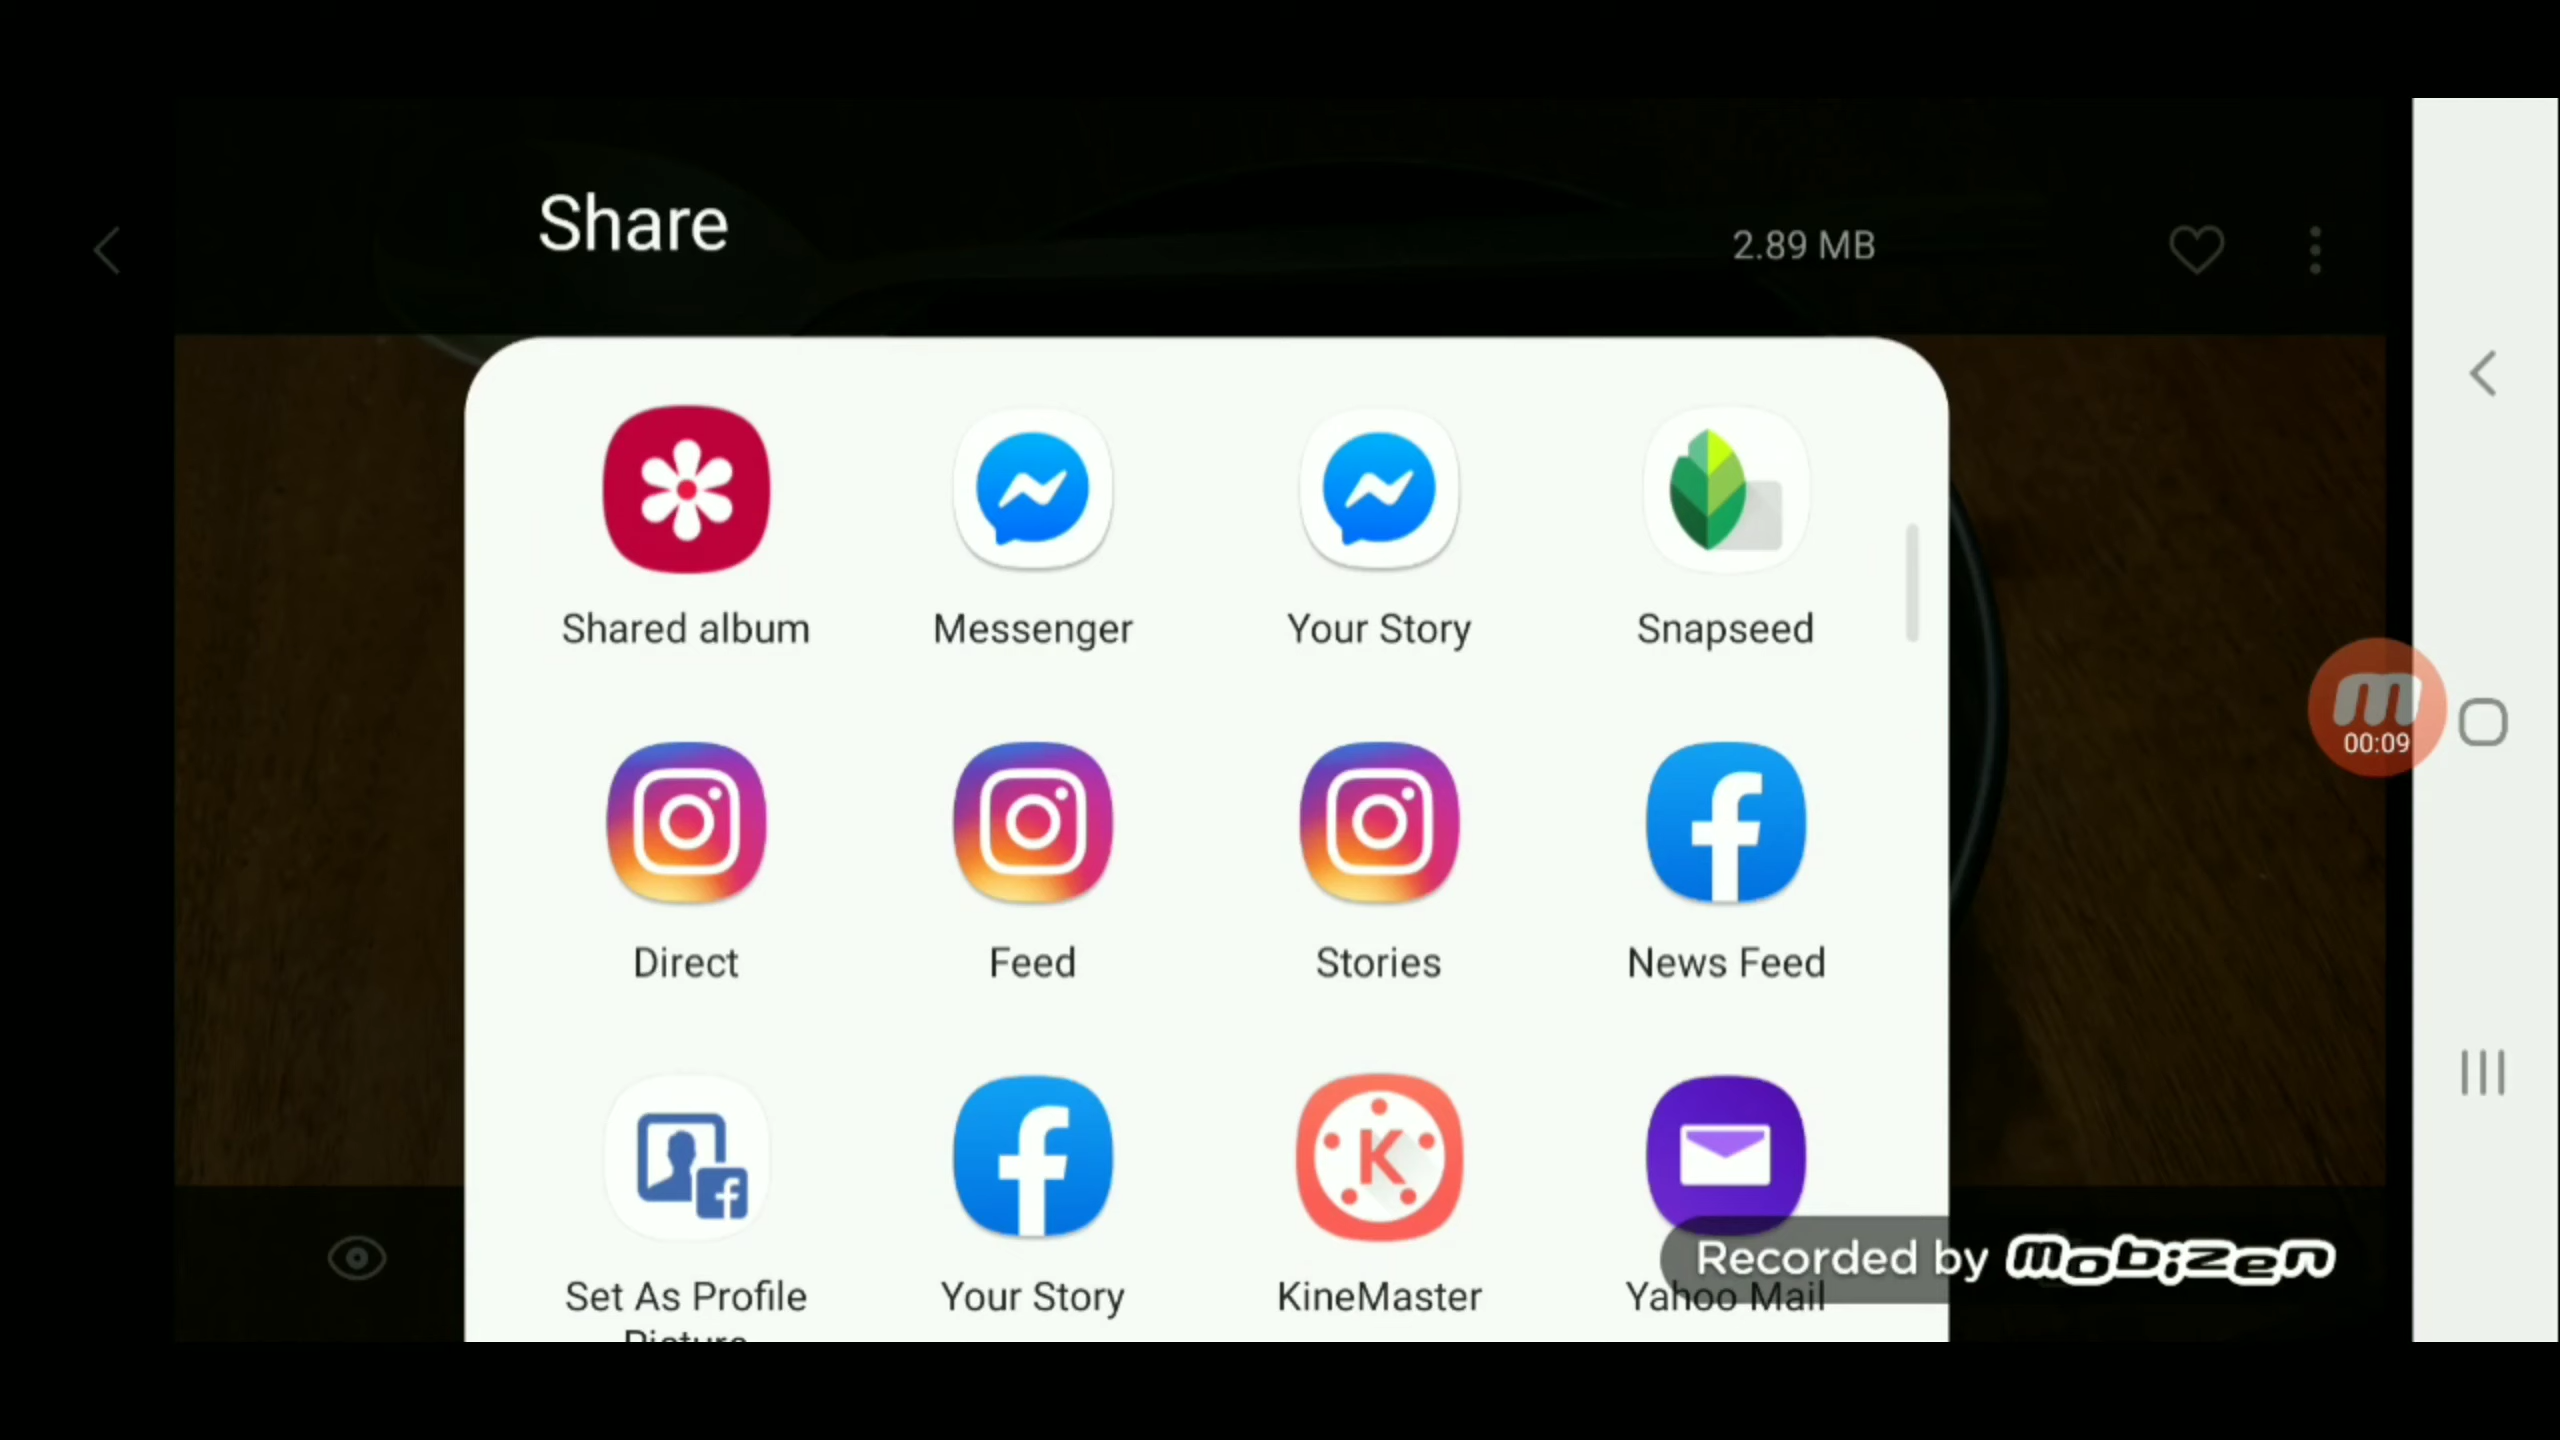 Share
2.89 MB
Shared album
Messenger
Your Story
Snapseed
Direct
Feed
Stories
News Feed
00:09
Set As Profile
Picture
Your Story
KineMaster
Yahoo Mail
Recorded by mobizen